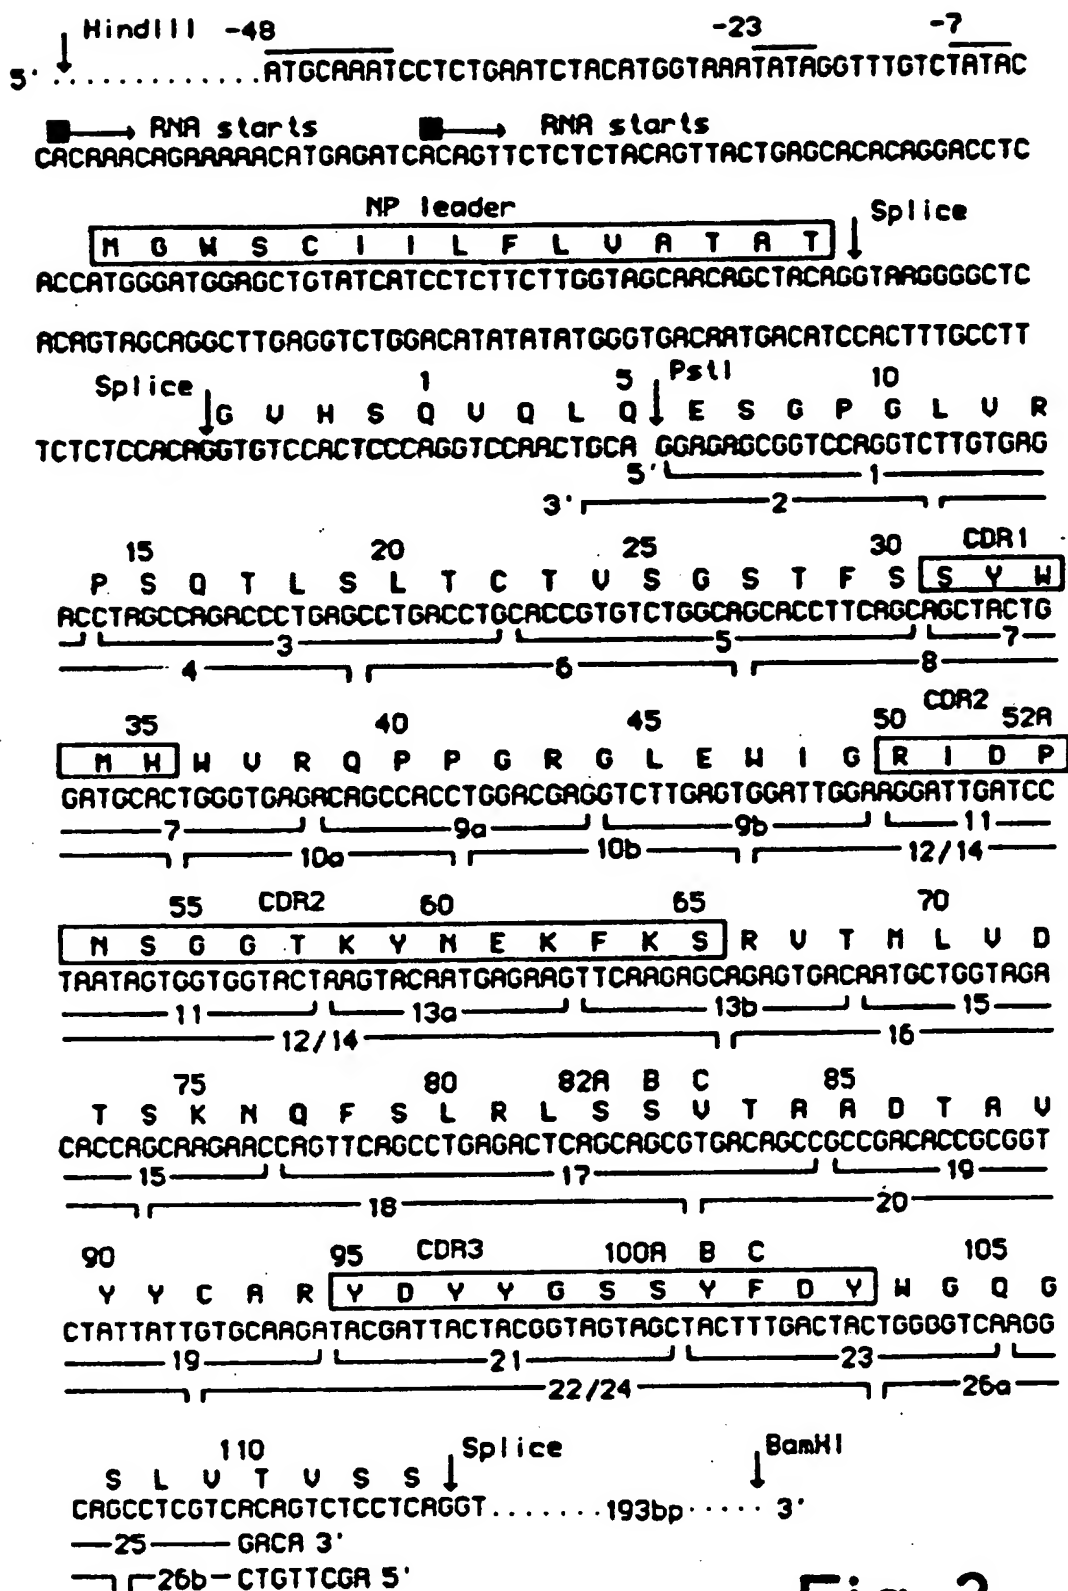 HindIII -48 -23 -7
5' . . . . . . . . . . . . . ATGCAAATCCTCTGAATCTACATGGTAAATATAGGTTTGTCTATAC
RNA starts RNA starts
CACAAACAGAAAAACATGAGATCACAGTTCTCTCTACAGTTACTGAGCACACAGGACCTC
NP leader Splice
M G W S C I I L F L V A T A T
ACCATGGGATGGAGCTGTATCATCCTCTTCTTGGTAGCAACAGCTACAGGTAAGGGGCTC
ACAGTAGCAGGCTTGAGGTCTGGACATATATATGGGTGACAATGACATCCACTTTGCCTT
Splice 1 5 PstI 10
G V H S Q V Q L Q E S G P G L V R
TCTCTCCACAGGTGTCCACTCCCAGGTCCAACTGCA GGAGAGCGGTCCAGGTCTTGTGAG
5' 1
3' 2
15 20 25 30 CDR1
P S Q T L S L T C T V S G S T F S S Y W
ACCTAGCCAGACCCTGAGCCTGACCTGCACCGTGTCTGGCAGCACCTTCAGCAGCTACTG
3 5 7
4 6 8
35 40 45 50 CDR2 52A
M H W V R Q P P G R G L E W I G R I D P
GATGCACTGGGTGAGACAGCCACCTGGACGAGGTCTTGAGTGGATTGGAAGGATTGATCC
7 9a 9b 11
10a 10b 12/14
55 CDR2 60 65 70
N S G G T K Y N E K F K S R V T M L V D
TAATAGTGGTGGTACTAAGTACAATGAGAAGTTCAAGAGCAGAGTGACAATGCTGGTAGA
11 13a 13b 15
12/14 16
75 80 82A B C 85
T S K N Q F S L R L S S V T A A D T A V
CACCAGCAAGAACCAGTTCAGCCTGAGACTCAGCAGCGTGACAGCCGCCGACACCGCGGT
15 17 19
18 20
90 95 CDR3 100A B C 105
Y Y C A R Y D Y Y G S S Y F D Y W G Q G
CTATTATTGTGCAAGATACGATTACTACGGTAGTAGCTACTTTGACTACTGGGGTCAAGG
19 21 23
22/24 26a
110 Splice BamHI
S L V T V S S
CAGCCTCGTCACAGTCTCCTCAGGT . . . . . . . 193bp . . . . . 3'
25 GACA 3'
26b CTGTTCGA 5'